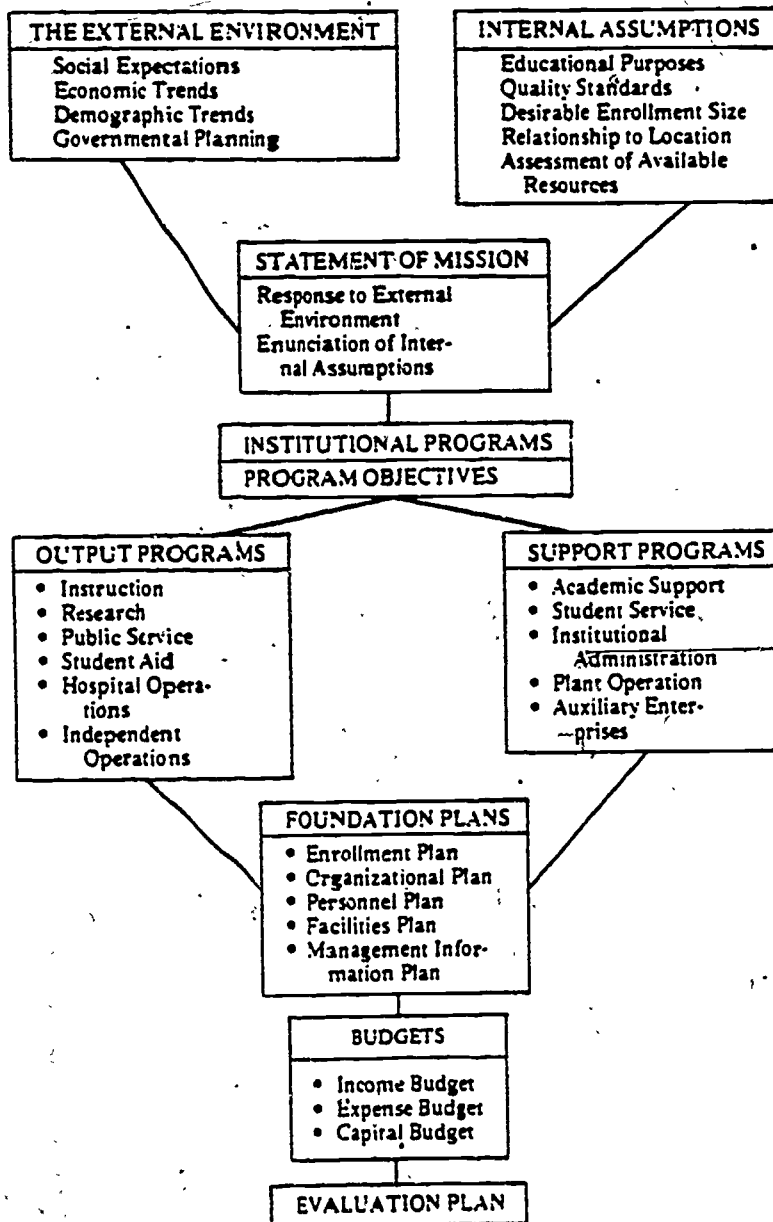 THE EXTERNAL ENVIRONMENT
Social Expectations
Economic Trends
Demographic Trends
Governmental Planning
INTERNAL ASSUMPTIONS
Educational Purposes
Quality Standards
Desirable Enrollment Size
Relationship to Location
Assessment of Available
Resources
STATEMENT OF MISSION
Response to External
Environment
Enunciation of Inter-
nal Assumptions
INSTITUTIONAL PROGRAMS
PROGRAM OBJECTIVES
OUTPUT PROGRAMS
• Instruction
• Research
• Public Service
• Student Aid
• Hospital Opera-
tions
• Independent
Operations
SUPPORT PROGRAMS
• Academic Support
• Student Service
• Institutional
Administration
• Plant Operation
• Auxiliary Enter-
prises
FOUNDATION PLANS
• Enrollment Plan
• Organizational Plan
• Personnel Plan
• Facilities Plan
• Management Infor-
mation Plan
BUDGETS
• Income Budget
• Expense Budget
• Capital Budget
EVALUATION PLAN